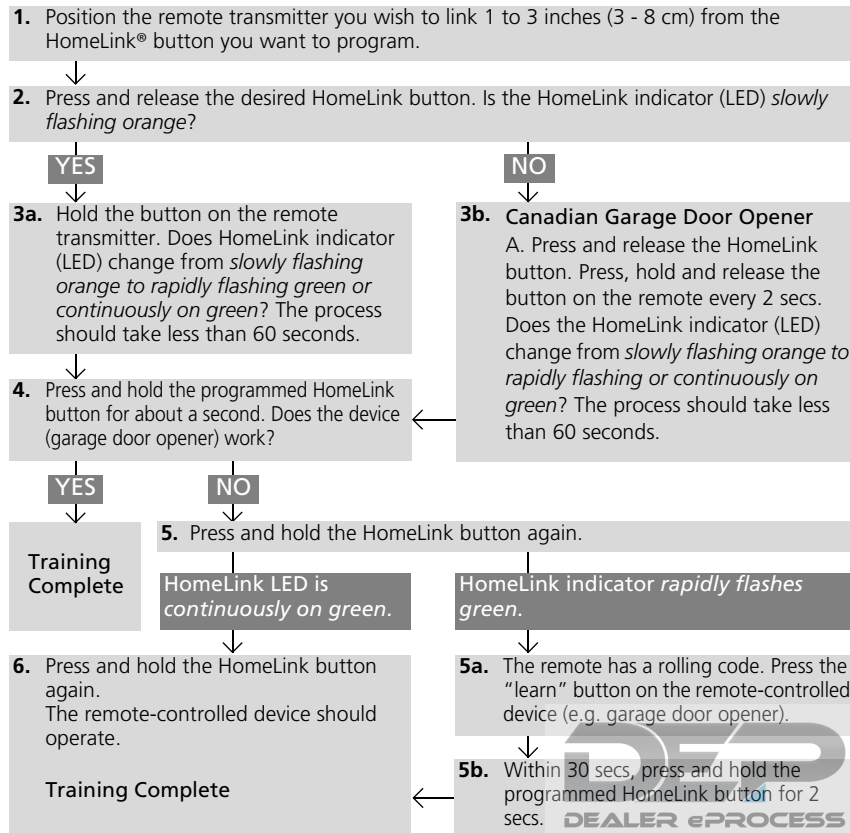 1. Position the remote transmitter you wish to link 1 to 3 inches (3 - 8 cm) from the
HomeLink® button you want to program.
2. Press and release the desired HomeLink button. Is the HomeLink indicator (LED) slowly
flashing orange?
YES
NO
3a. Hold the button on the remote
transmitter. Does HomeLink indicator
(LED) change from slowly flashing
orange to rapidly flashing green or
continuously on green? The process
should take less than 60 seconds.
3b. Canadian Garage Door Opener
A. Press and release the HomeLink
button. Press, hold and release the
button on the remote every 2 secs.
Does the HomeLink indicator (LED)
change from slowly flashing orange to
rapidly flashing or continuously on
green? The process should take less
than 60 seconds.
4. Press and hold the programmed HomeLink
button for about a second. Does the device
(garage door opener) work?
YES
NO
Training
Complete
5. Press and hold the HomeLink button again.
HomeLink LED is
continuously on green.
HomeLink indicator rapidly flashes
green.
6. Press and hold the HomeLink button
again.
The remote-controlled device should
operate.
Training Complete
5a. The remote has a rolling code. Press the
“learn” button on the remote-controlled
device (e.g. garage door opener).
5b. Within 30 secs, press and hold the
programmed HomeLink button for 2
secs.
DEP
DEALER ePROCESS